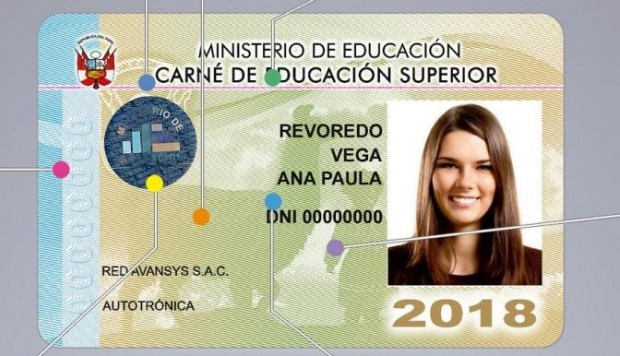 MINISTERIO DE EDUCACIÓN
CARNÉ DE EDUCACIÓN SUPERIOR
REVOREDO
VEGA
ANA PAULA
DNI 00000000
RED AVANSYS S.A.C.
AUTOTRÓNICA
2018